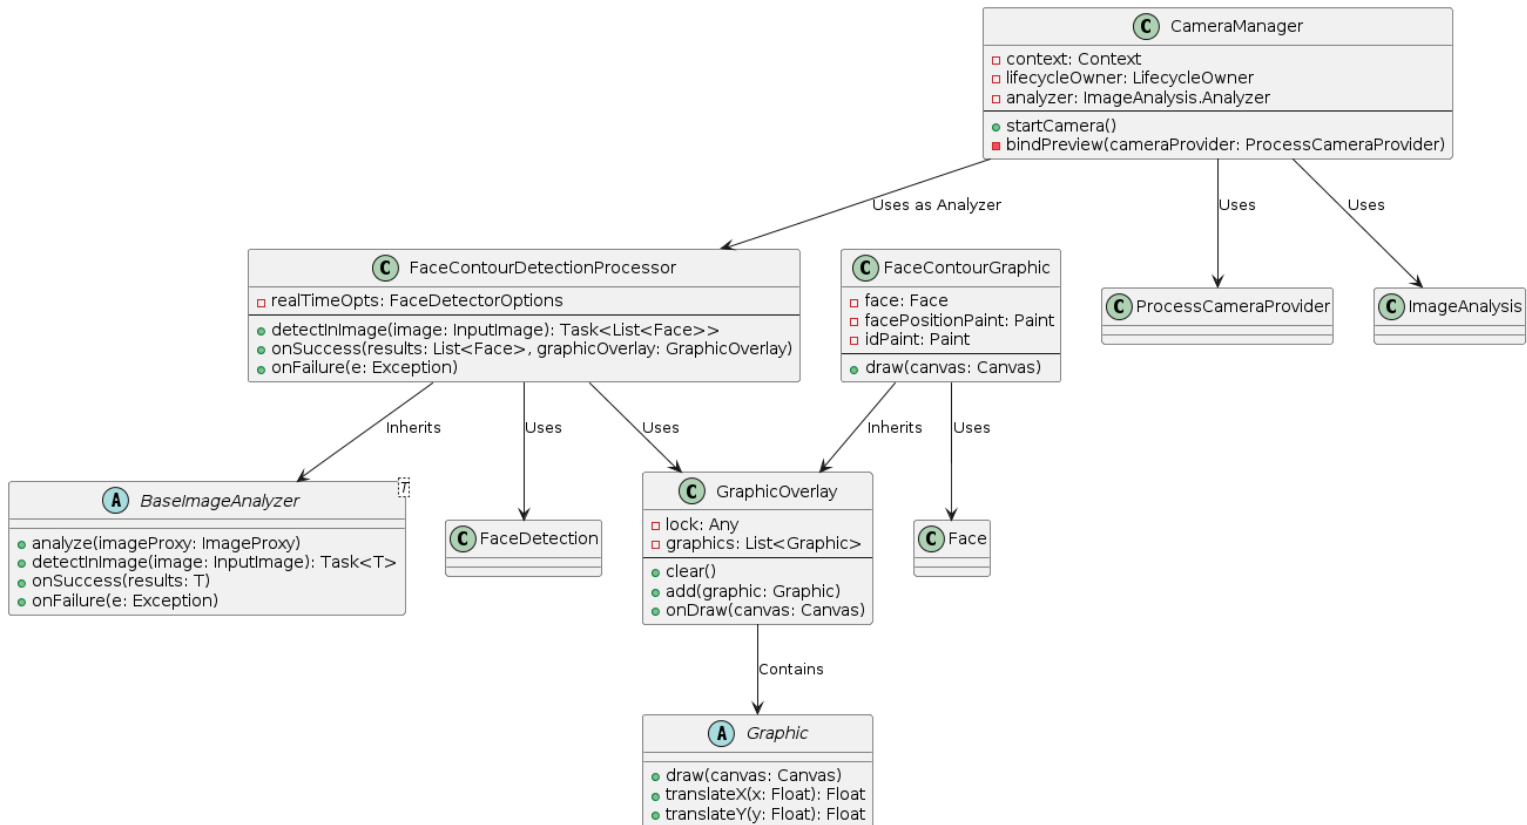 C CameraManager
context: Context
lifecycleOwner: LifecycleOwner
analyzer: ImageAnalysis.Analyzer
startCamera()
bindPreview(cameraProvider: ProcessCameraProvider)
Uses as Analyzer
Uses
Uses
C FaceContourDetectionProcessor
realTimeOpts: FaceDetectorOptions
detectInImage(image: InputImage): Task<List<Face>>
onSuccess(results: List<Face>, graphicOverlay: GraphicOverlay)
onFailure(e: Exception)
C FaceContourGraphic
face: Face
facePositionPaint: Paint
idPaint: Paint
draw(canvas: Canvas)
C ProcessCameraProvider
C ImageAnalysis
Inherits
Uses
Uses
Inherits
Uses
A BaseImageAnalyzer
T
analyze(imageProxy: ImageProxy)
detectInImage(image: InputImage): Task<T>
onSuccess(results: T)
onFailure(e: Exception)
C FaceDetection
C GraphicOverlay
lock: Any
graphics: List<Graphic>
clear()
add(graphic: Graphic)
onDraw(canvas: Canvas)
C Face
Contains
A Graphic
draw(canvas: Canvas)
translateX(x: Float): Float
translateY(y: Float): Float